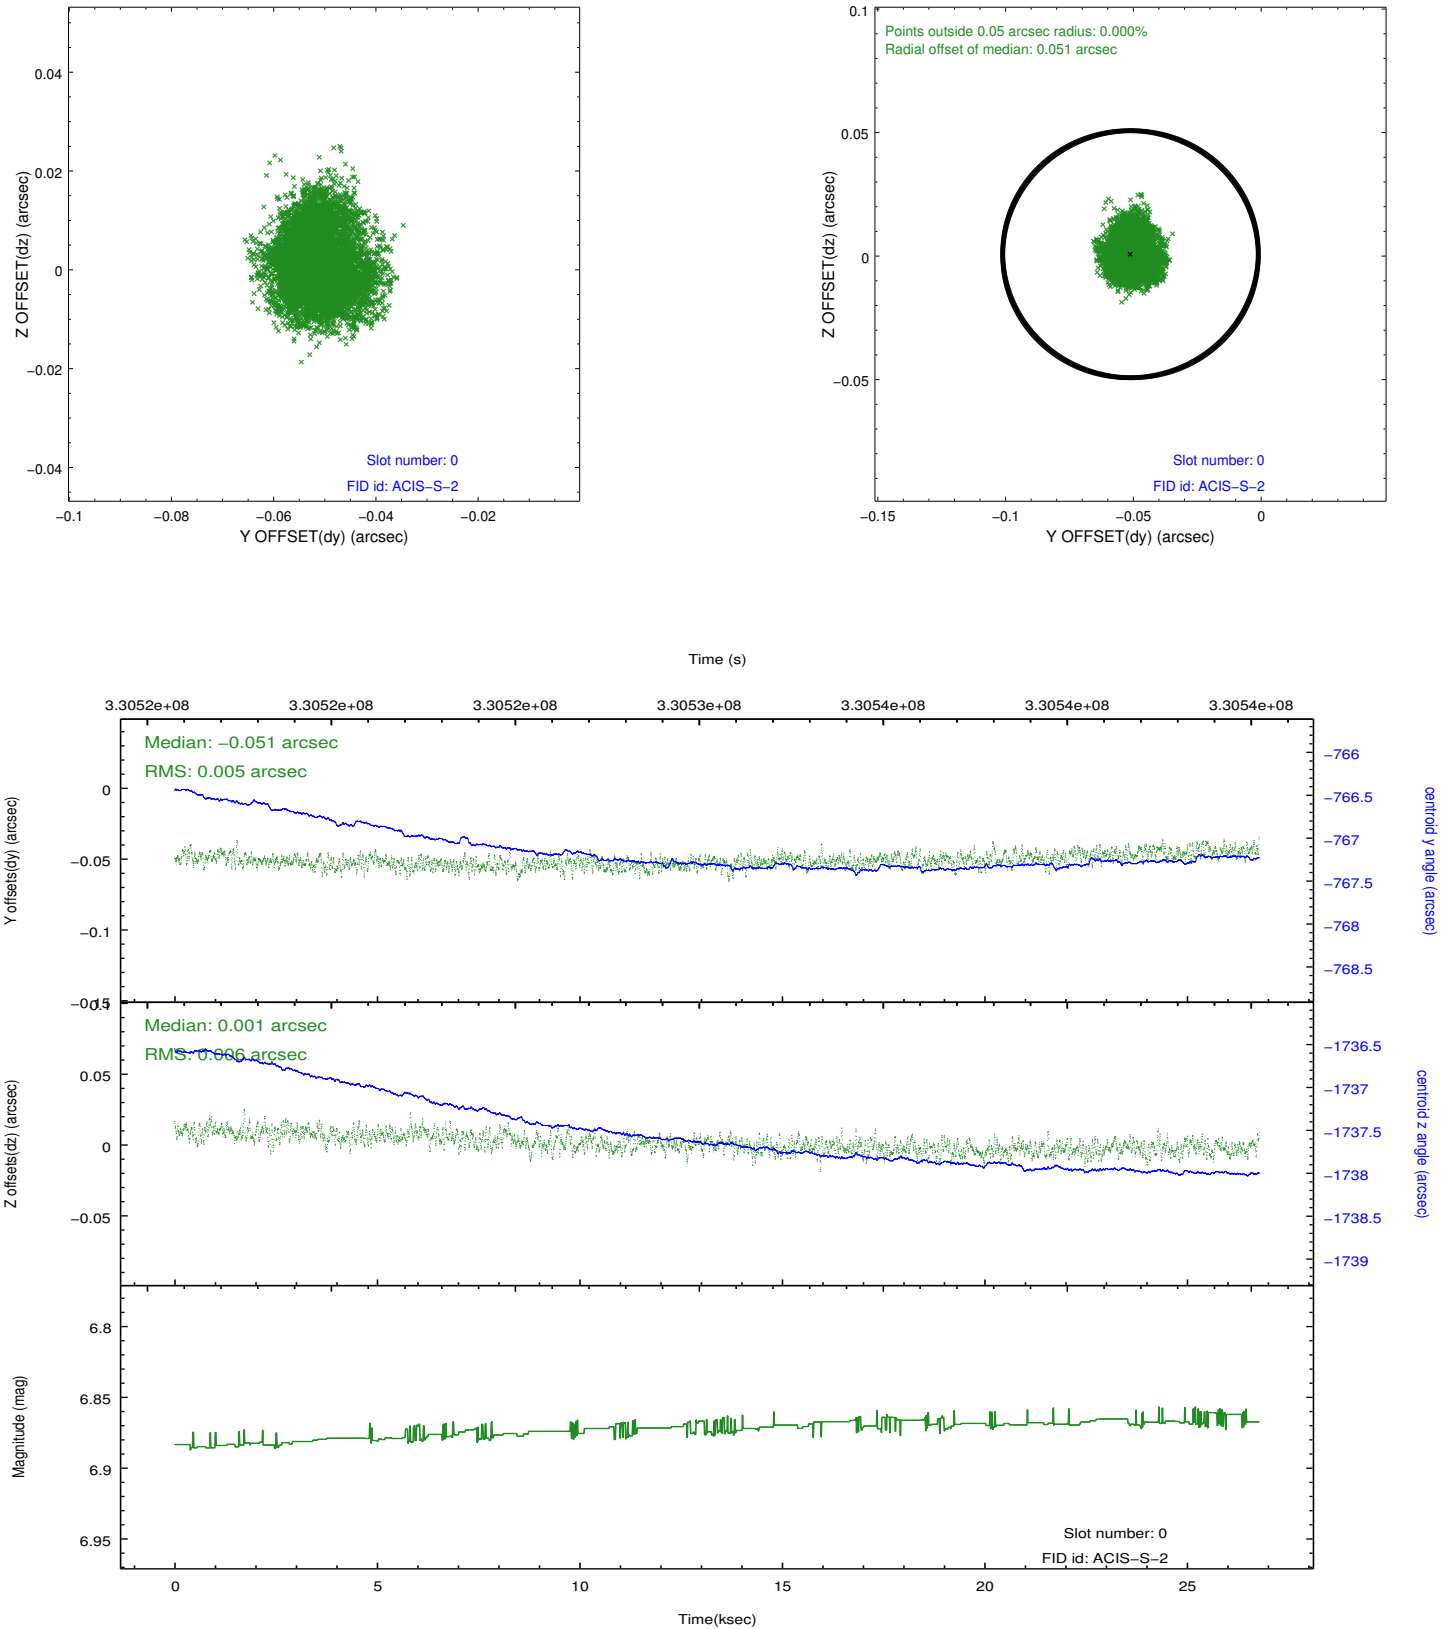 0.04
0.02
0
−0.02
−0.04
Z OFFSET(dz) (arcsec)
Slot number: 0
FID id: ACIS−S−2
−0.1
−0.08
−0.06
−0.04
−0.02
Y OFFSET(dy) (arcsec)
0.1
0.05
0
−0.05
Z OFFSET(dz) (arcsec)
Points outside 0.05 arcsec radius: 0.000%
Radial offset of median: 0.051 arcsec
Slot number: 0
FID id: ACIS−S−2
−0.15
−0.1
−0.05
0
Y OFFSET(dy) (arcsec)
Time (s)
3.3052e+08
3.3052e+08
3.3052e+08
3.3053e+08
3.3054e+08
3.3054e+08
3.3054e+08
Median: −0.051 arcsec
RMS: 0.005 arcsec
0
−0.05
−0.1
−0.15
Y offsets(dy) (arcsec)
−766
−766.5
−767
−767.5
−768
−768.5
centroid y angle (arcsec)
Median: 0.001 arcsec
RMS: 0.006 arcsec
0.1
0.05
0
−0.05
Z offsets(dz) (arcsec)
−1736.5
−1737
−1737.5
−1738
−1738.5
−1739
centroid z angle (arcsec)
6.8
6.85
6.9
6.95
Magnitude (mag)
Slot number: 0
FID id: ACIS−S−2
0
5
10
15
20
25
Time(ksec)